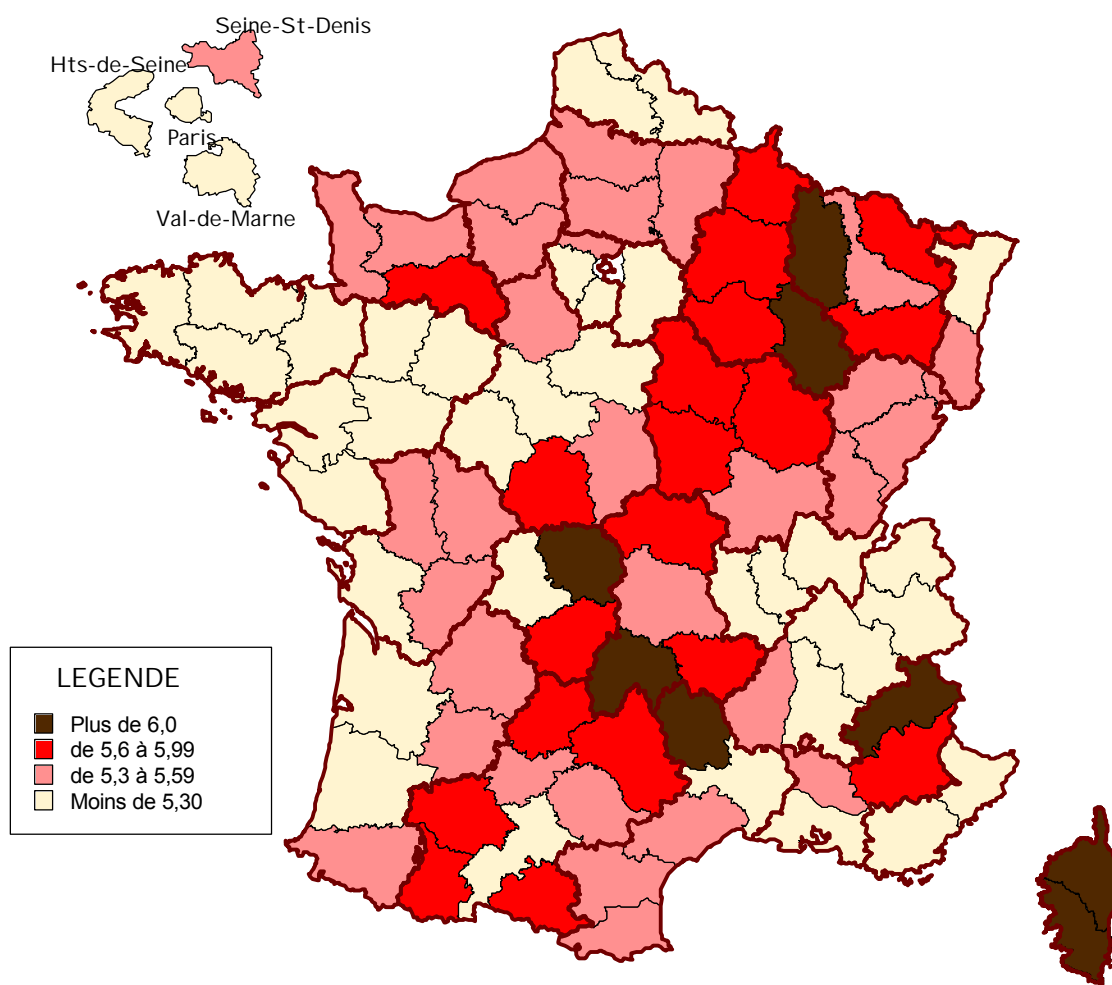 Seine-St-Denis
Hts-de-Seine
Paris
Val-de-Marne
LEGENDE
Plus de 6,0
de 5,6 à 5,99
de 5,3 à 5,59
Moins de 5,30